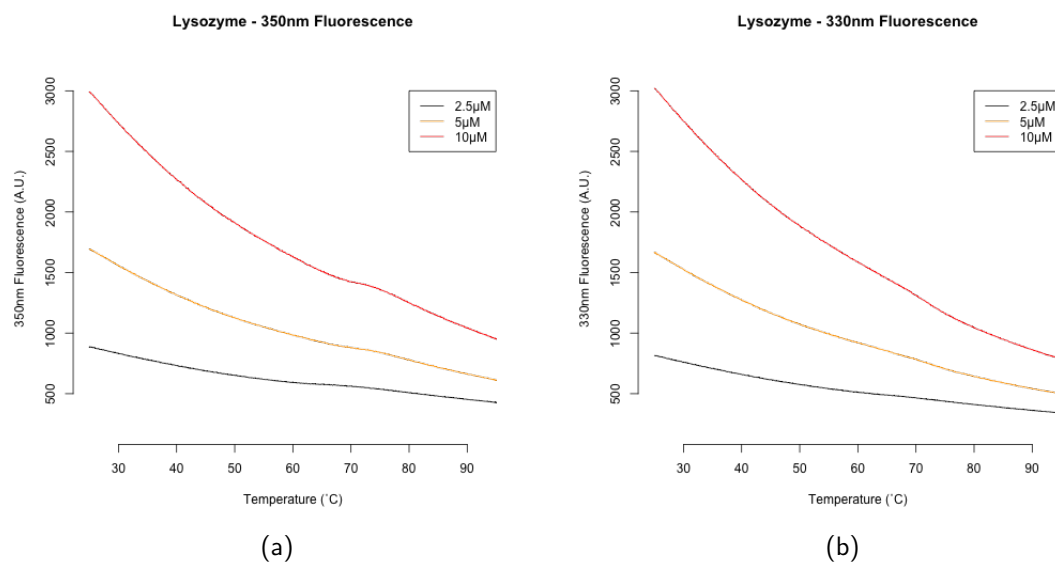 Lysozyme - 350nm Fluorescence
350nm Fluorescence (A.U.)
3000
2500
2000
1500
1000
500
2.5µM
5µM
10µM
30 40 50 60 70 80 90
Temperature (˚C)
(a)
Lysozyme - 330nm Fluorescence
330nm Fluorescence (A.U.)
3000
2500
2000
1500
1000
500
2.5µM
5µM
10µM
30 40 50 60 70 80 90
Temperature (˚C)
(b)